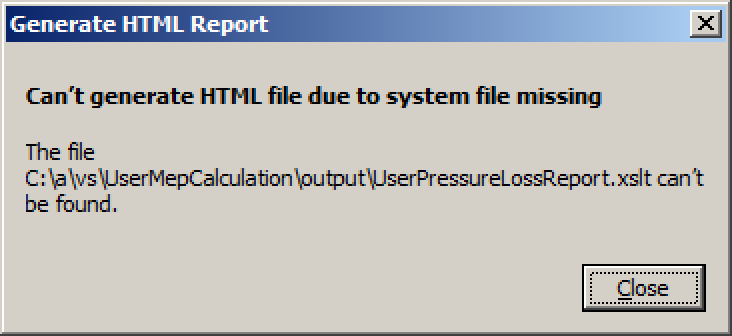 Generate HTML Report
Can't generate HTML file due to system file missing
The file
C:\a\vs\UserMepCalculation\output\UserPressureLossReport.xslt can't
be found.
Close